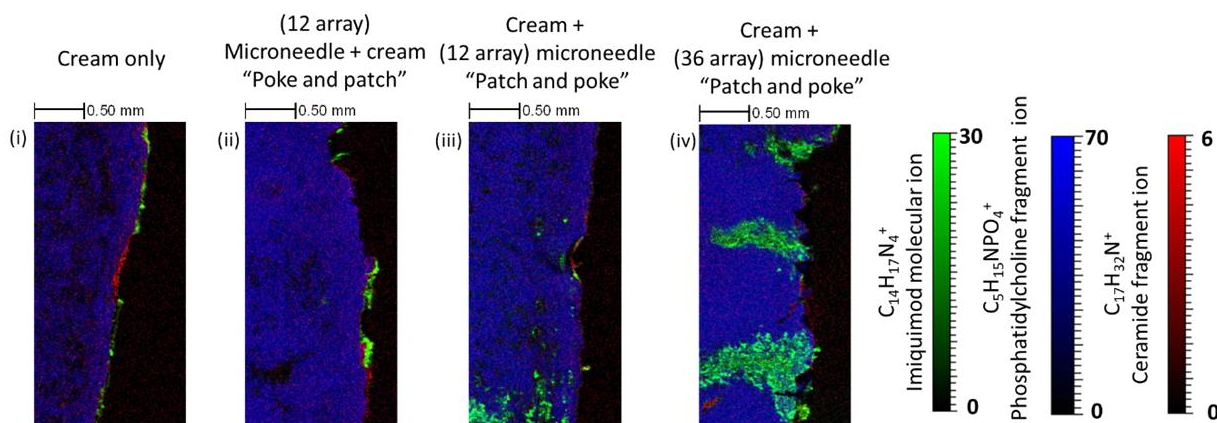 Cream only
(12 array)
Microneedle + cream
“Poke and patch”
Cream +
(12 array) microneedle
“Patch and poke”
Cream +
(36 array) microneedle
“Patch and poke”
0.50 mm
0.50 mm
0.50 mm
0.50 mm
(i)
(ii)
(iii)
(iv)
C₁₄H₁₇N₄⁺
Imiquimod molecular ion
30
0
C₅H₁₅NPO₄⁺
Phosphatidylcholine fragment ion
70
0
C₁₇H₃₂N⁺
Ceramide fragment ion
6
0